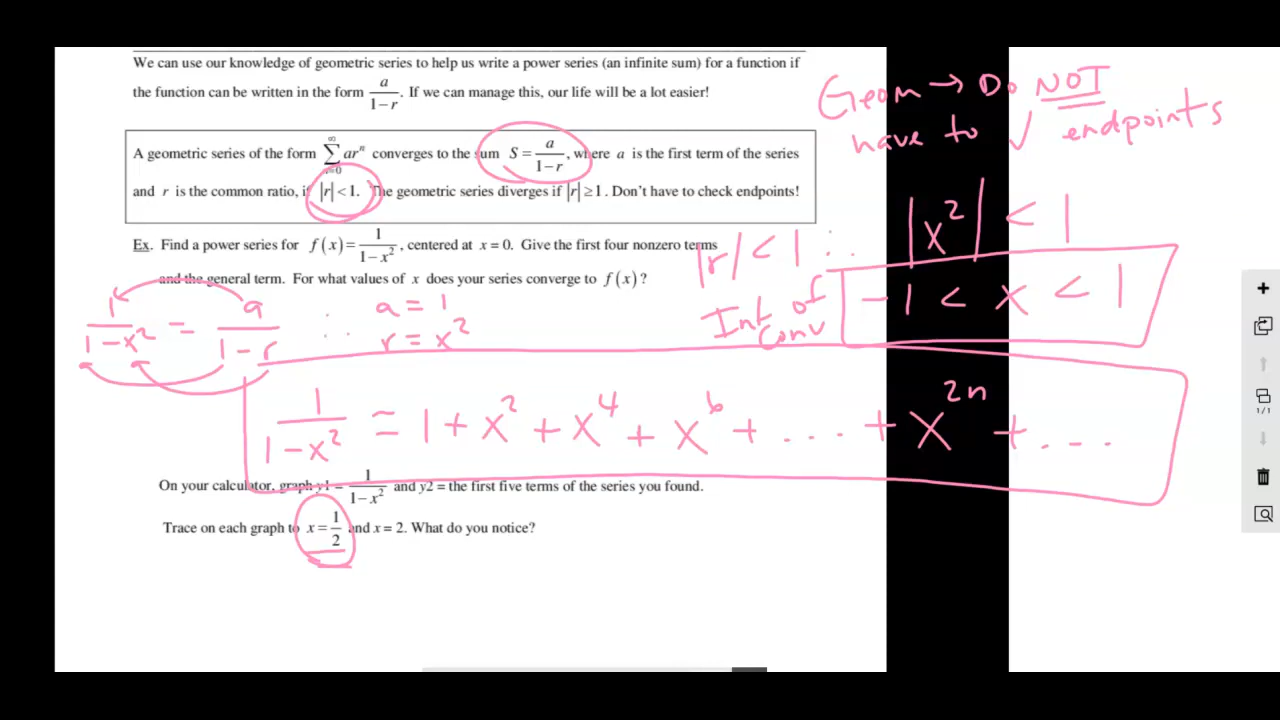 We can use our knowledge of geometric series to help us write a power series (an infinite sum) for a function if
the function can be written in the form a/(1−r). If we can manage this, our life will be a lot easier!
Geom → Do NOT
have to ✓ endpoints
A geometric series of the form ∑_{n=0}^{∞} ar^n converges to the sum S = a/(1−r), where a is the first term of the series
and r is the common ratio, if |r| < 1. The geometric series diverges if |r| ≥ 1. Don't have to check endpoints!
Ex. Find a power series for f(x) = 1/(1−x²), centered at x = 0. Give the first four nonzero terms
and the general term. For what values of x does your series converge to f(x)?
|r| < 1 ∴ |x²| < 1
Int of Conv −1 < x < 1
1/(1−x²) = a/(1−r) ∴ a = 1
r = x²
1/(1−x²) = 1 + x² + x⁴ + x⁶ + .... + x^{2n} + ....
On your calculator, graph y1 = 1/(1−x²) and y2 = the first five terms of the series you found.
Trace on each graph to x = 1/2 and x = 2. What do you notice?
1/1